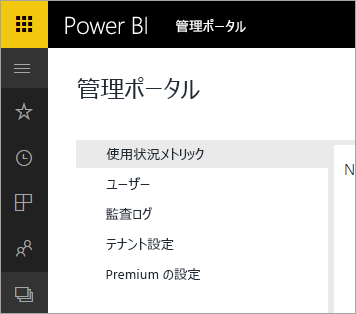 Power BI 管理ポータル
管理ポータル
使用状況メトリック
N
ユーザー
監査ログ
テナント設定
Premium の設定